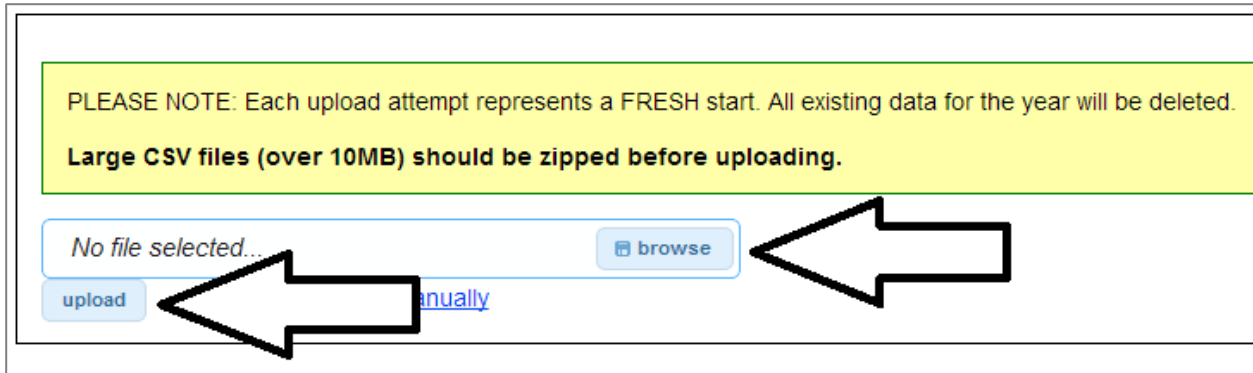 PLEASE NOTE: Each upload attempt represents a FRESH start. All existing data for the year will be deleted.
Large CSV files (over 10MB) should be zipped before uploading.
No file selected...
browse
upload